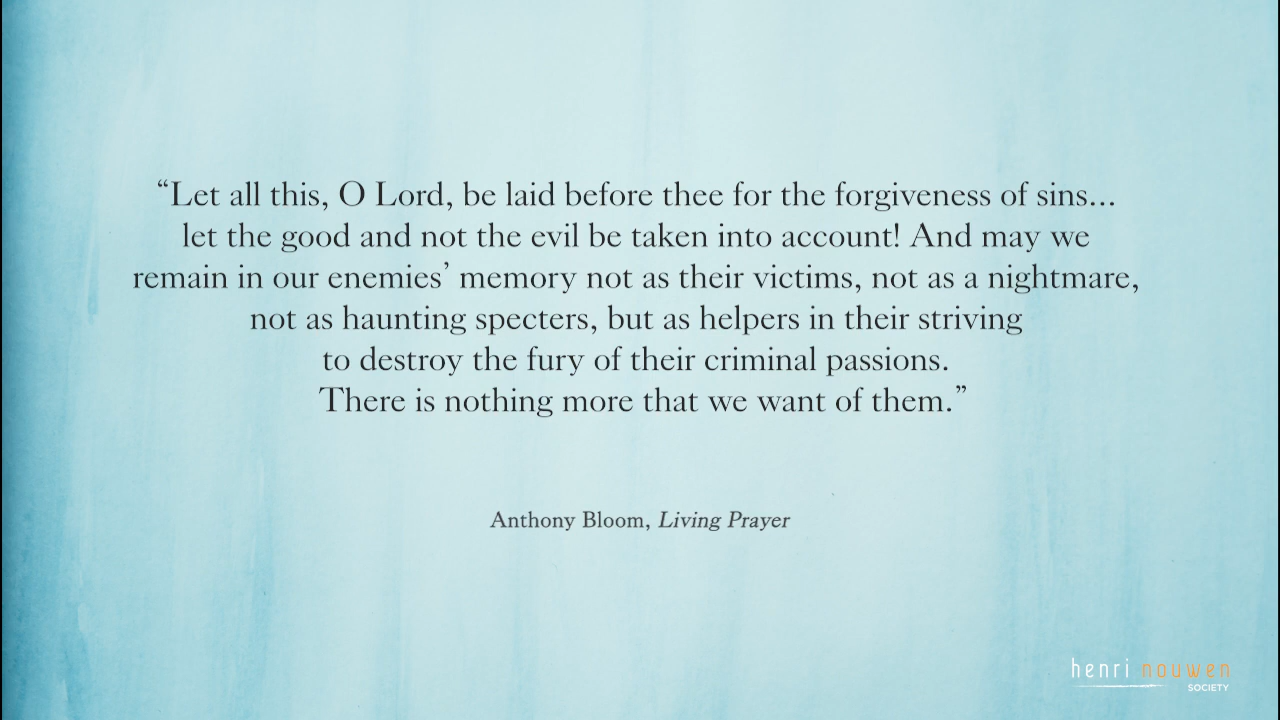 “Let all this, O Lord, be laid before thee for the forgiveness of sins...
let the good and not the evil be taken into account! And may we
remain in our enemies’ memory not as their victims, not as a nightmare,
not as haunting specters, but as helpers in their striving
to destroy the fury of their criminal passions.
There is nothing more that we want of them.”
Anthony Bloom, Living Prayer
henri nouwen
SOCIETY